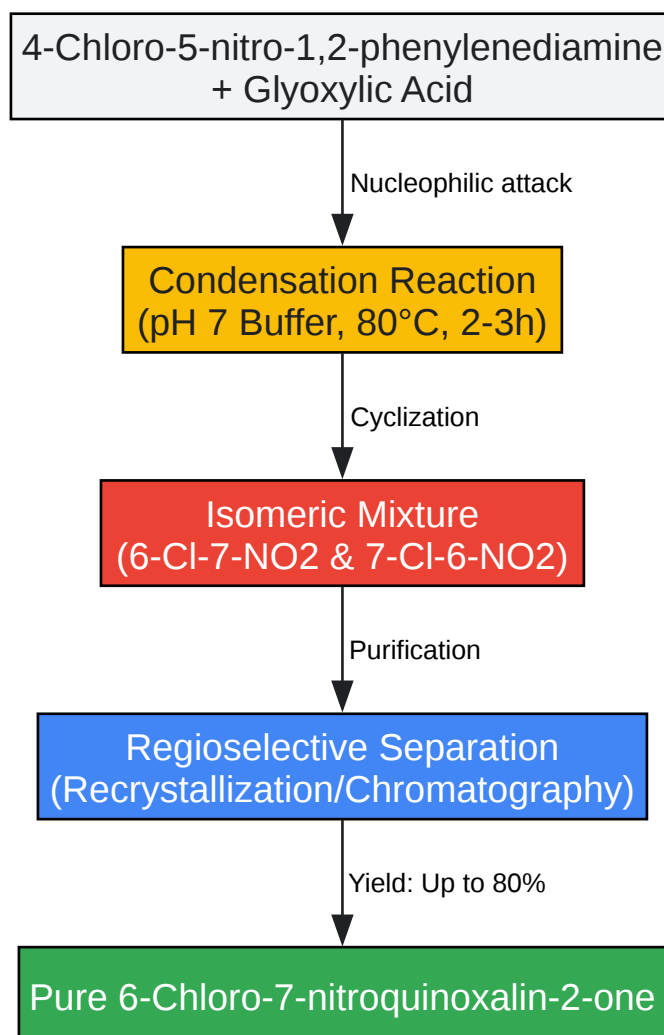 4-Chloro-5-nitro-1,2-phenylenediamine
+ Glyoxylic Acid
Nucleophilic attack
Condensation Reaction
(pH 7 Buffer, 80°C, 2-3h)
Cyclization
Isomeric Mixture
(6-Cl-7-NO2 & 7-Cl-6-NO2)
Purification
Regioselective Separation
(Recrystallization/Chromatography)
Yield: Up to 80%
Pure 6-Chloro-7-nitroquinoxalin-2-one